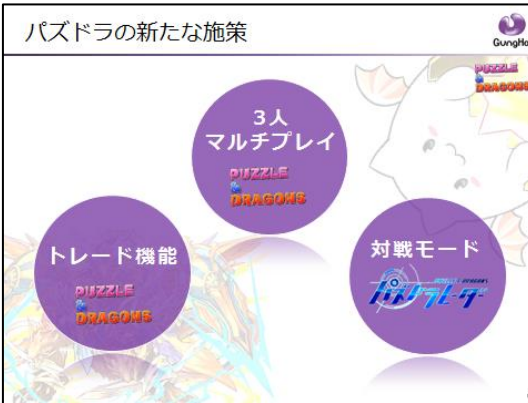 パズドラの新たな施策
GungHo
PUZZLE
&
DRAGONS
3人
マルチプレイ
PUZZLE
&
DRAGONS
トレード機能
PUZZLE
&
DRAGONS
対戦モード
パズドラレーダー